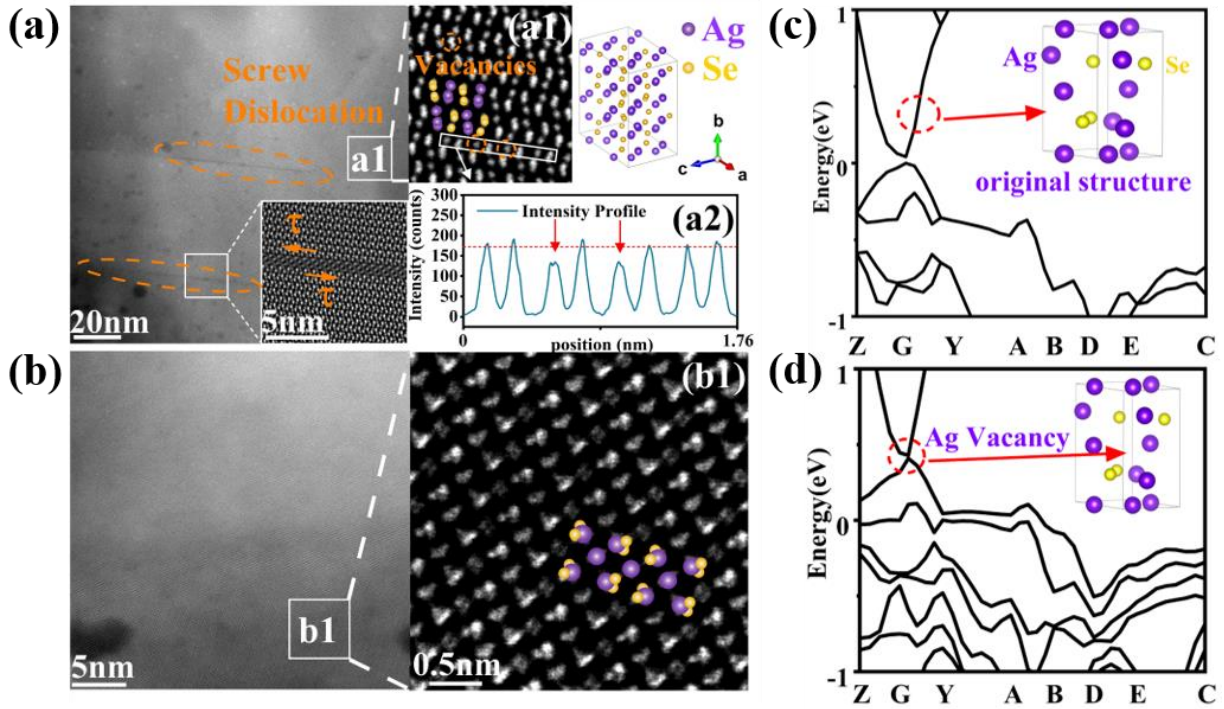 (a)
Screw
Dislocation
a1
τ
τ
20nm
5nm
(a1)
Vacancies
Ag
Se
b
c
a
300
250
200
150
100
50
0
Intensity (counts)
Intensity Profile
(a2)
0
position (nm)
1.76
(b)
b1
5nm
(b1)
0.5nm
(c)
1
0
-1
Energy(eV)
Ag
Se
original structure
Z G Y A B D E C
(d)
1
0
-1
Energy(eV)
Ag Vacancy
Z G Y A B D E C